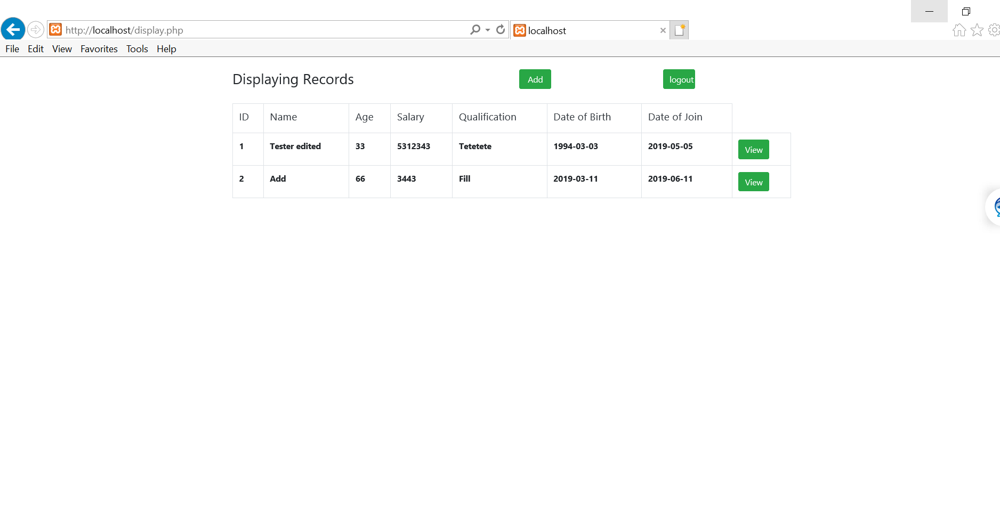 http://localhost/display.php
localhost
File Edit View Favorites Tools Help
Displaying Records Add logout
ID Name Age Salary Qualification Date of Birth Date of Join
1 Tester edited 33 5312343 Tetetete 1994-03-03 2019-05-05 View
2 Add 66 3443 Fill 2019-03-11 2019-06-11 View